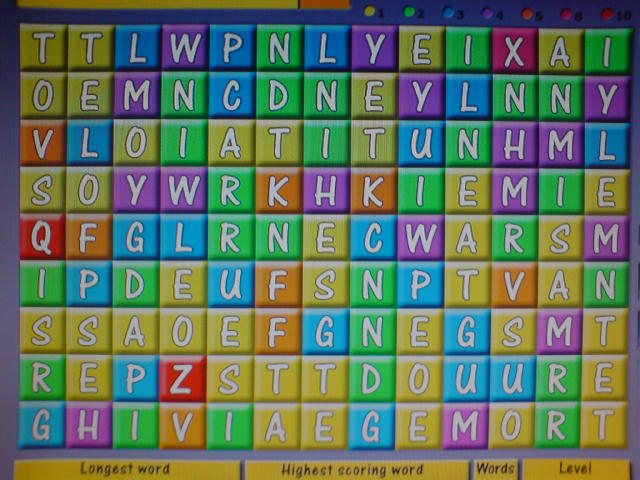 1 2 3 4 5 8 10
T T L W P N L Y E I X A I
O E M N C D N E Y L N N Y
V L O I A T I T U N H M L
S O Y W R K H K I E M I E
Q F G L R N E C W A R S M
I P D E U F S N P T V A N
S S A O E F G N E G S M T
R E P Z S T T D O U U R E
G H I V I A E G E M O R T
Longest word Highest scoring word Words Level